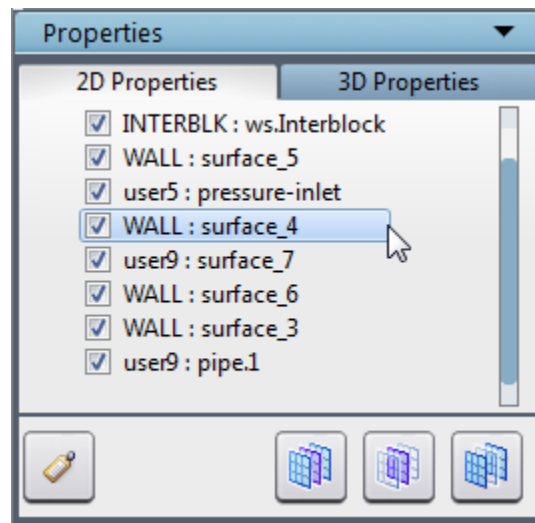 Properties
2D Properties 3D Properties
INTERBLK : ws.Interblock
WALL : surface_5
user5 : pressure-inlet
WALL : surface_4
user9 : surface_7
WALL : surface_6
WALL : surface_3
user9 : pipe.1